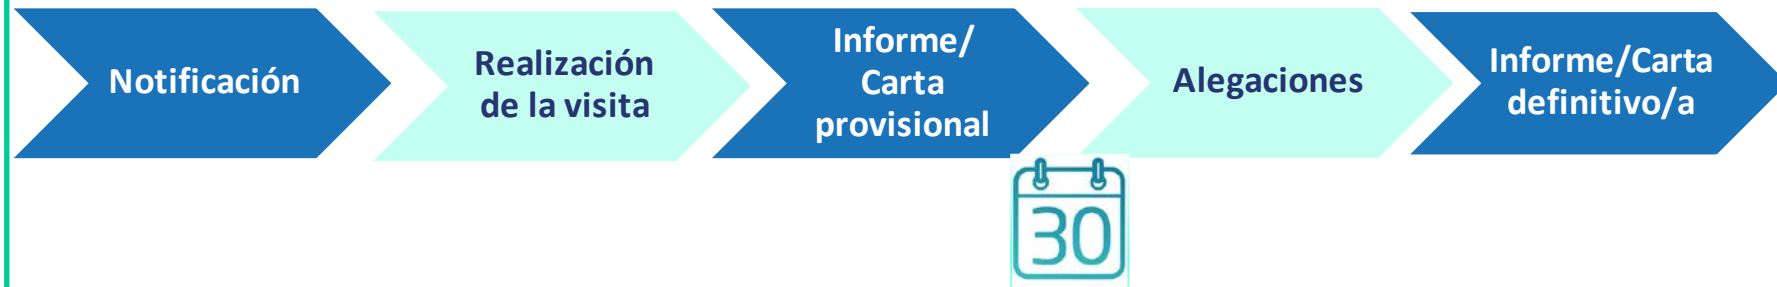 Notificación
Realización
de la visita
Informe/
Carta
provisional
Alegaciones
Informe/Carta
definitivo/a
30